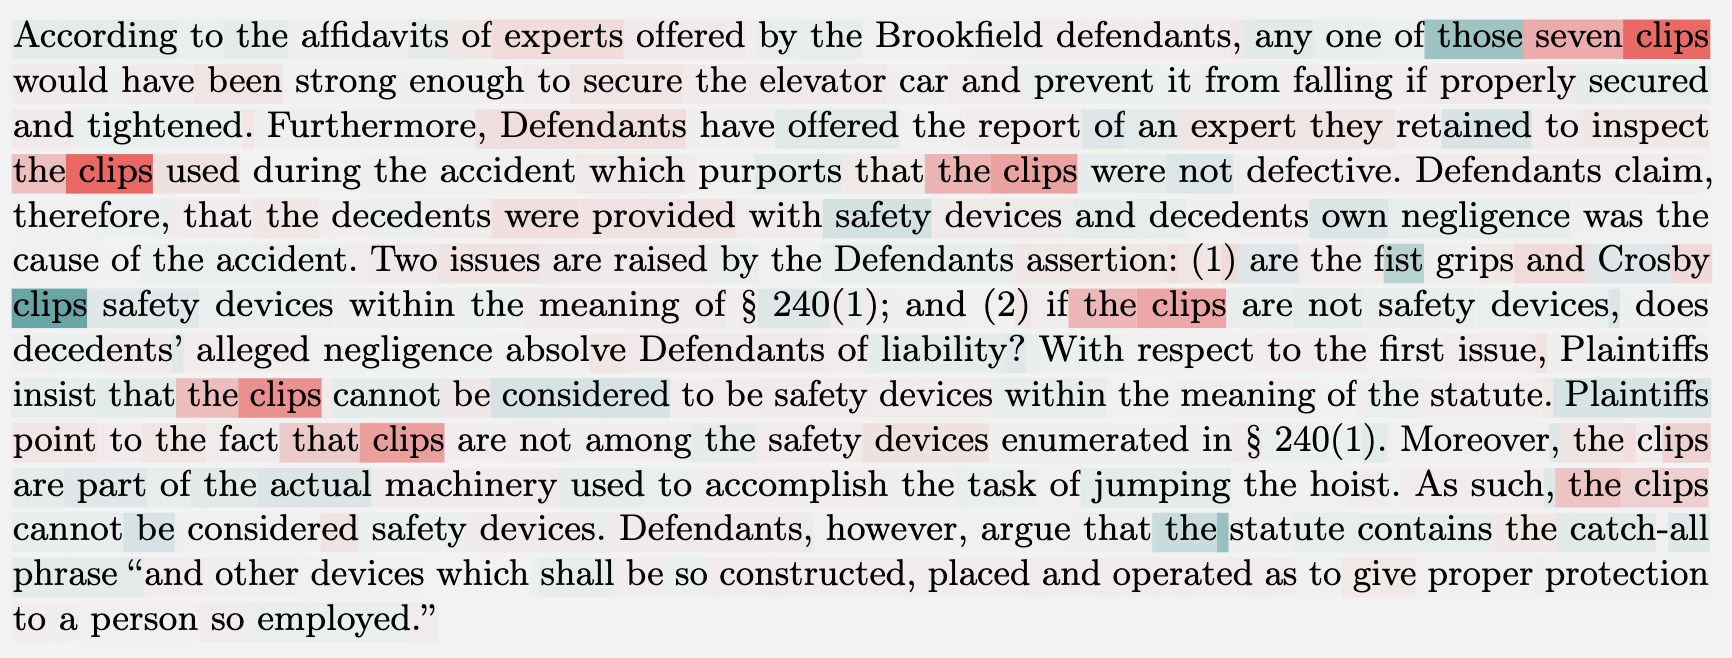 According to the affidavits of experts offered by the Brookfield defendants, any one of those seven clips
would have been strong enough to secure the elevator car and prevent it from falling if properly secured
and tightened. Furthermore, Defendants have offered the report of an expert they retained to inspect
the clips used during the accident which purports that the clips were not defective. Defendants claim,
therefore, that the decedents were provided with safety devices and decedents own negligence was the
cause of the accident. Two issues are raised by the Defendants assertion: (1) are the fist grips and Crosby
clips safety devices within the meaning of § 240(1); and (2) if the clips are not safety devices, does
decedents’ alleged negligence absolve Defendants of liability? With respect to the first issue, Plaintiffs
insist that the clips cannot be considered to be safety devices within the meaning of the statute. Plaintiffs
point to the fact that clips are not among the safety devices enumerated in § 240(1). Moreover, the clips
are part of the actual machinery used to accomplish the task of jumping the hoist. As such, the clips
cannot be considered safety devices. Defendants, however, argue that the statute contains the catch-all
phrase “and other devices which shall be so constructed, placed and operated as to give proper protection
to a person so employed.”